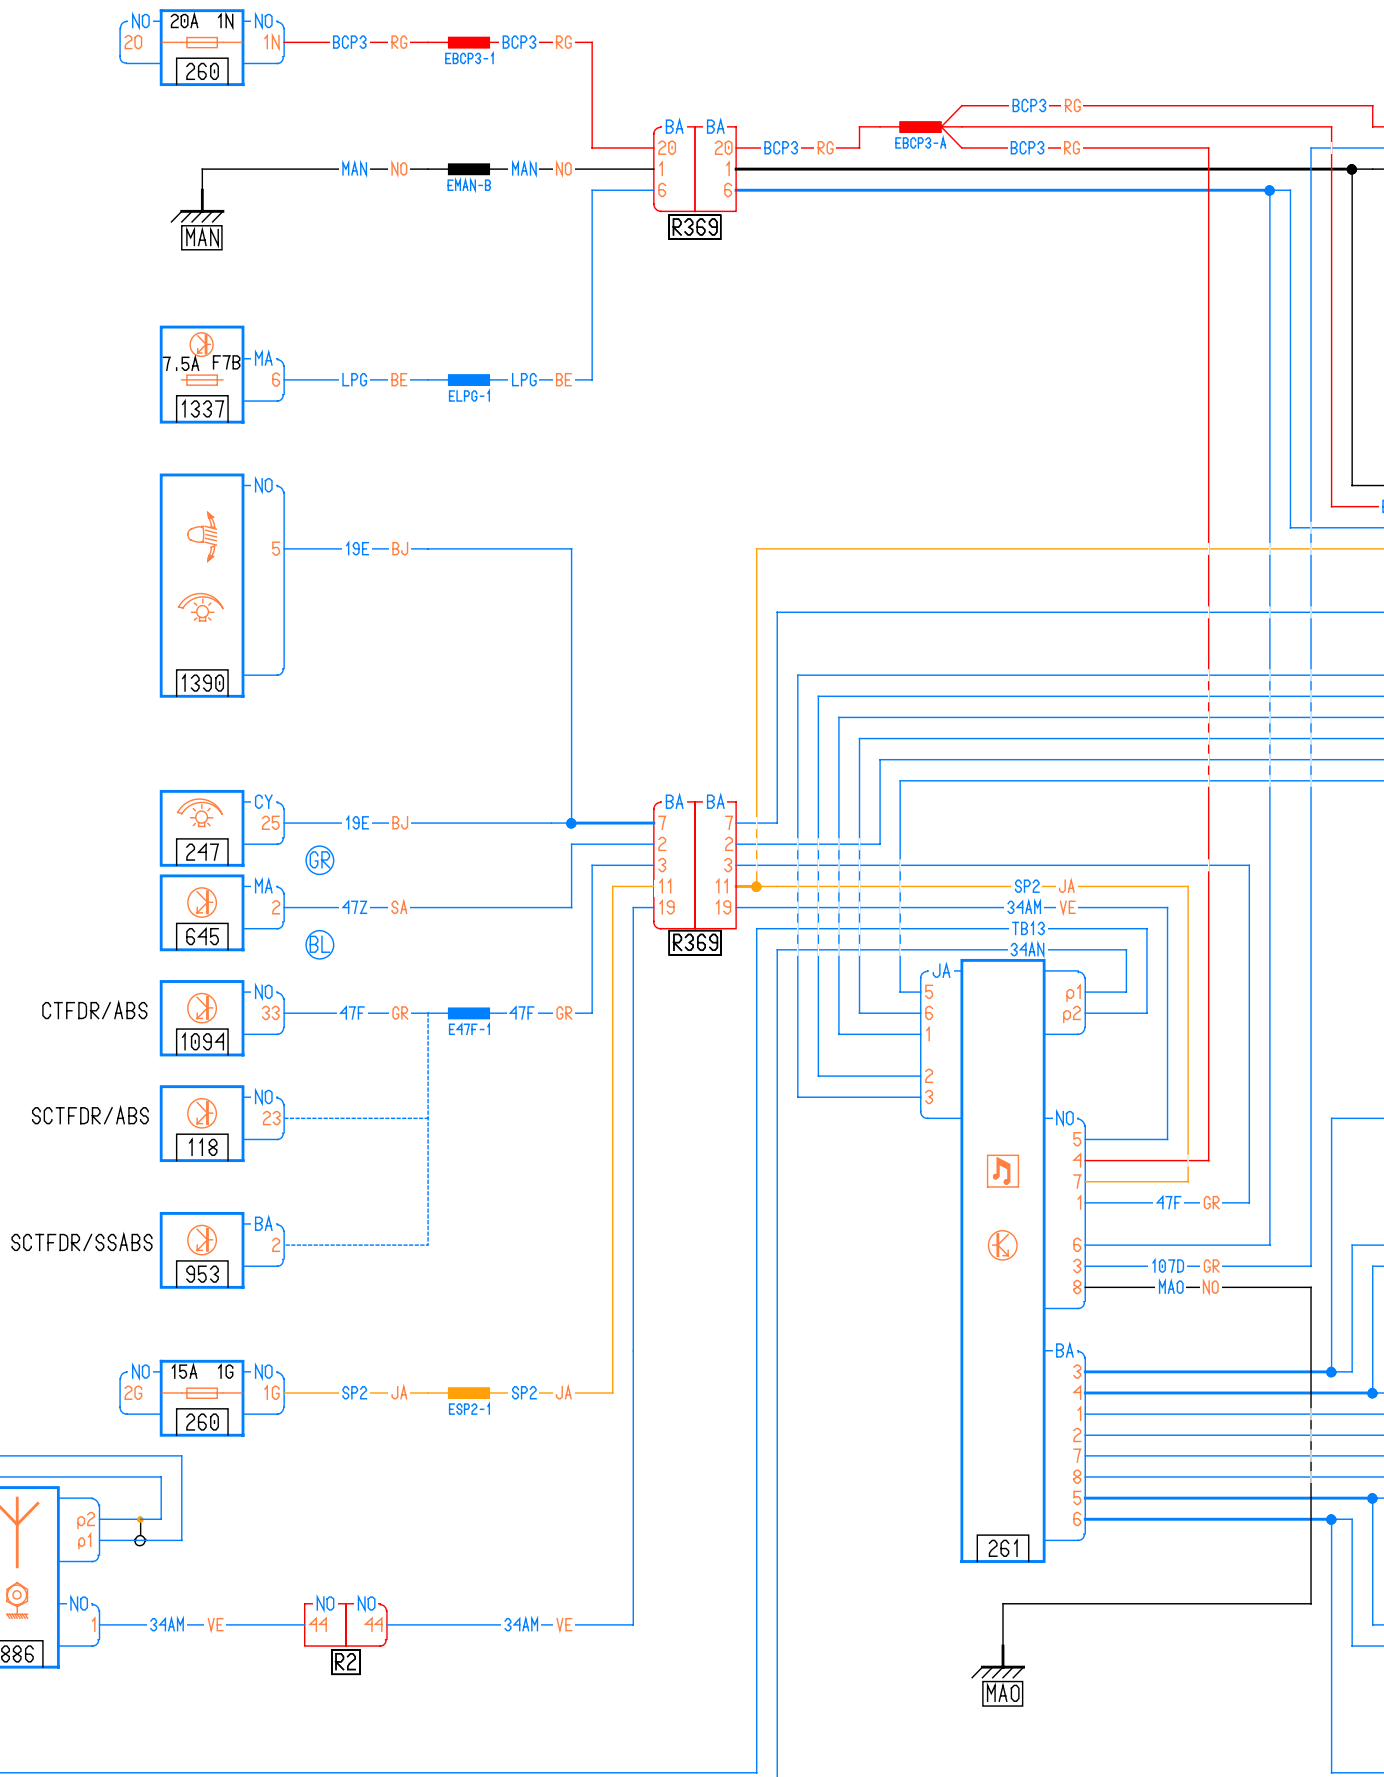 NO 20A 1N NO
20 1N BCP3 RG BCP3 RG
EBCP3-1
260
BCP3 RG
BA BA
EBCP3-A
20 20 BCP3 RG BCP3 RG
MAN NO MAN NO 1 1
EMAN-B
6 6
R369
MAN
7.5A F7B MA
6 LPG BE LPG BE
ELPG-1
1337
NO
5 19E BJ
1390
CY BA BA
25 19E BJ 7 7
247 GR
2 2
3 3
MA 11 11 SP2 JA
2 47Z SA 19 19 34AM VE
645 BL R369
TB13
34AN
JA
NO 5 p1
CTFDR/ABS 33 47F GR 47F GR 6 p2
E47F-1
1094 1
2
3
NO
SCTFDR/ABS 23 NO
118 5
4
7
1 47F GR
BA
SCTFDR/SSABS 2 6
953 3 107D GR
8 MAO NO
NO 15A 1G NO BA
2G 1G SP2 JA SP2 JA
ESP2-1
260
3
4
1
2
7
8
5
6
261
p2
p1
NO NO NO
1 34AM VE 44 44 34AM VE
886 R2
MAO